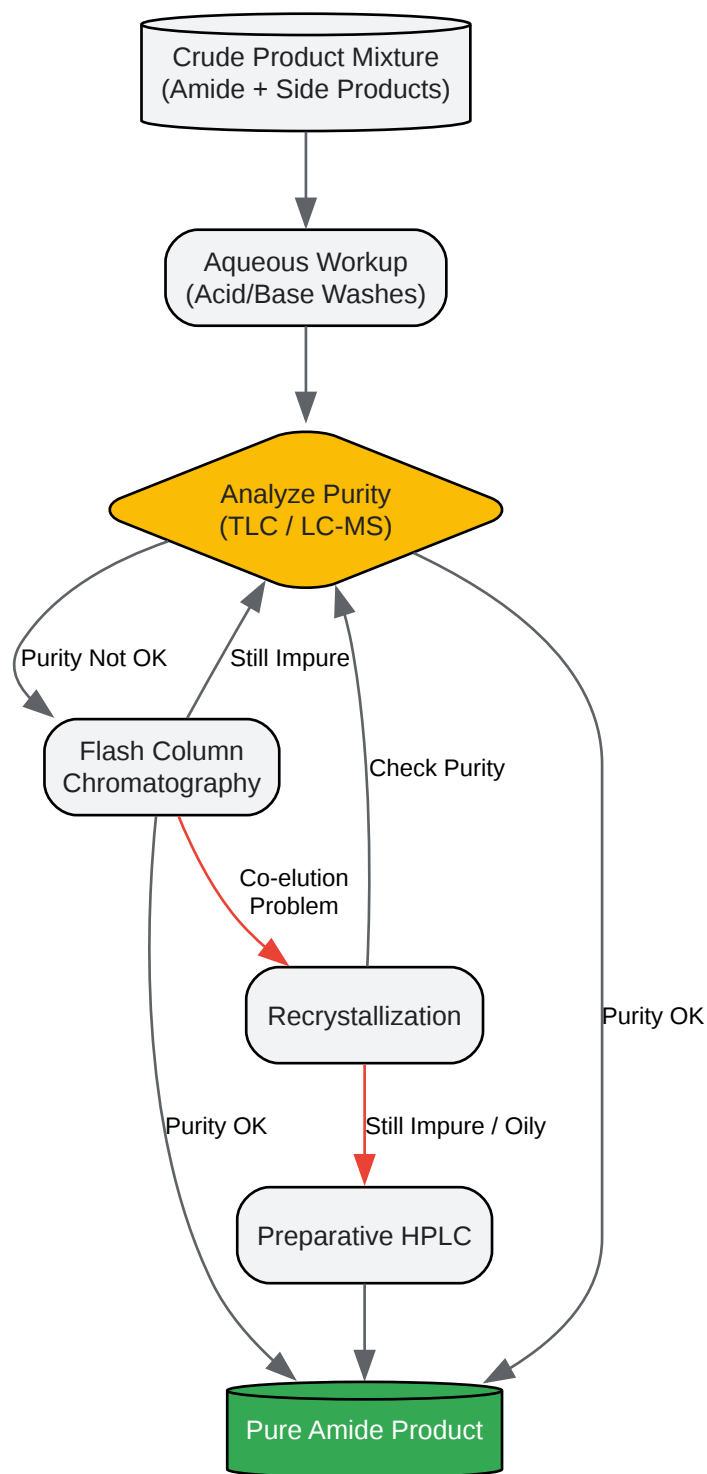 Crude Product Mixture
(Amide + Side Products)
Aqueous Workup
(Acid/Base Washes)
Analyze Purity
(TLC / LC-MS)
Purity Not OK
Still Impure
Flash Column
Chromatography
Check Purity
Co-elution
Problem
Recrystallization
Purity OK
Purity OK
Still Impure / Oily
Preparative HPLC
Pure Amide Product